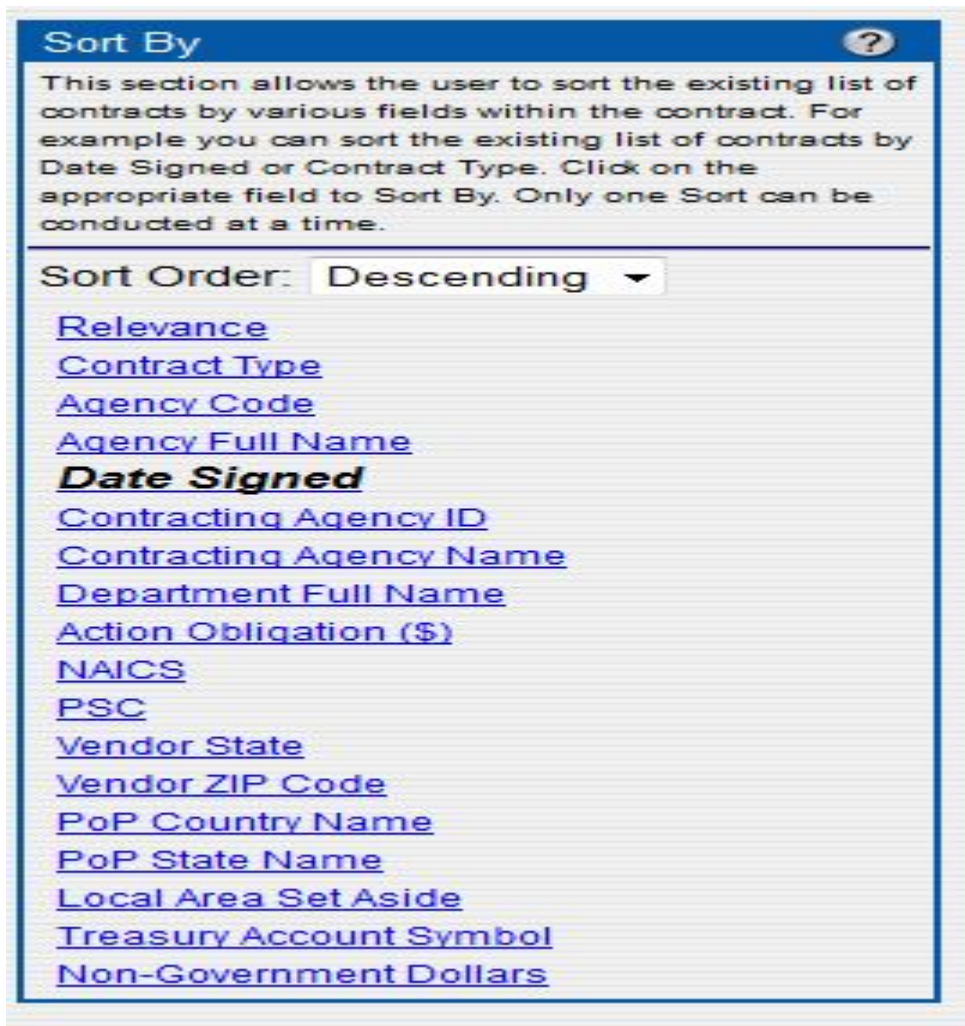 Sort By ?
This section allows the user to sort the existing list of
contracts by various fields within the contract. For
example you can sort the existing list of contracts by
Date Signed or Contract Type. Click on the
appropriate field to Sort By. Only one Sort can be
conducted at a time.
Sort Order: Descending
Relevance
Contract Type
Agency Code
Agency Full Name
Date Signed
Contracting Agency ID
Contracting Agency Name
Department Full Name
Action Obligation ($)
NAICS
PSC
Vendor State
Vendor ZIP Code
PoP Country Name
PoP State Name
Local Area Set Aside
Treasury Account Symbol
Non-Government Dollars